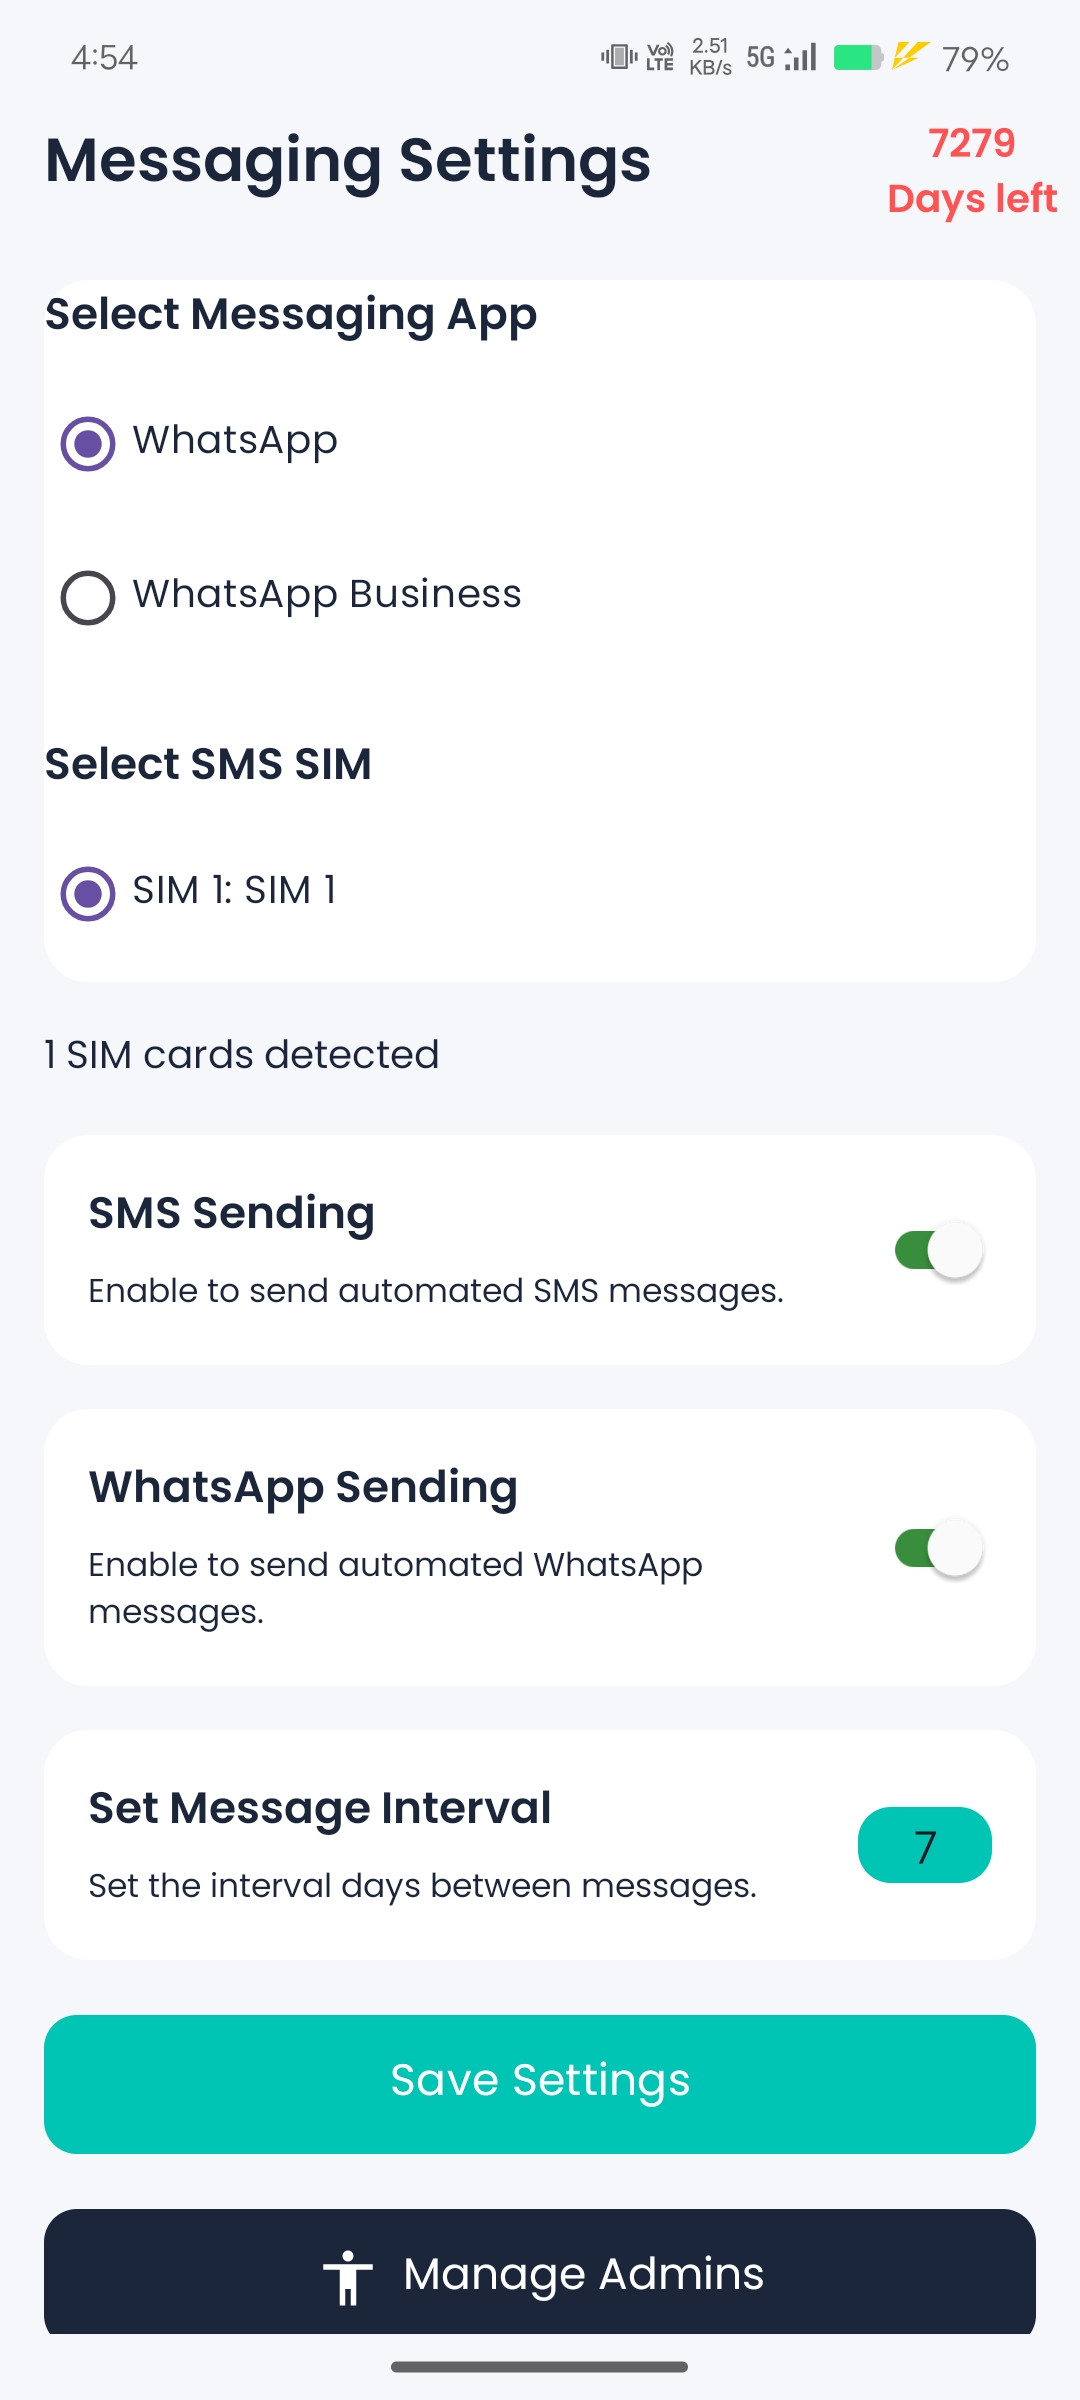 4:54
Vo)) LTE
2.51 KB/s
5G
79%
Messaging Settings
7279
Days left
Select Messaging App
WhatsApp
WhatsApp Business
Select SMS SIM
SIM 1: SIM 1
1 SIM cards detected
SMS Sending
Enable to send automated SMS messages.
WhatsApp Sending
Enable to send automated WhatsApp
messages.
Set Message Interval
7
Set the interval days between messages.
Save Settings
Manage Admins